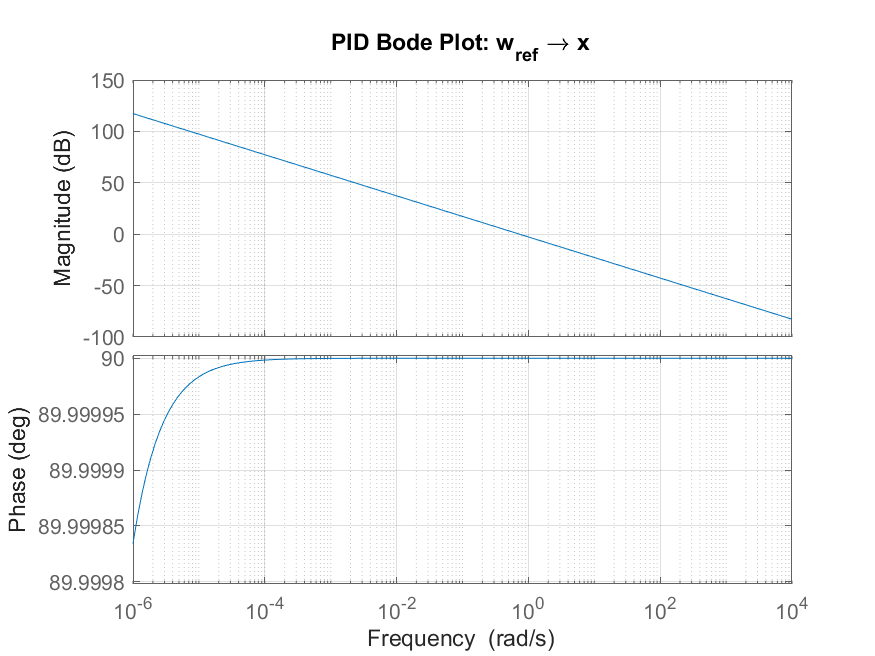 PID Bode Plot: w_ref → x
150
100
50
0
-50
-100
Magnitude (dB)
90
89.99995
89.9999
89.99985
89.9998
Phase (deg)
10^-6 10^-4 10^-2 10^0 10^2 10^4
Frequency (rad/s)